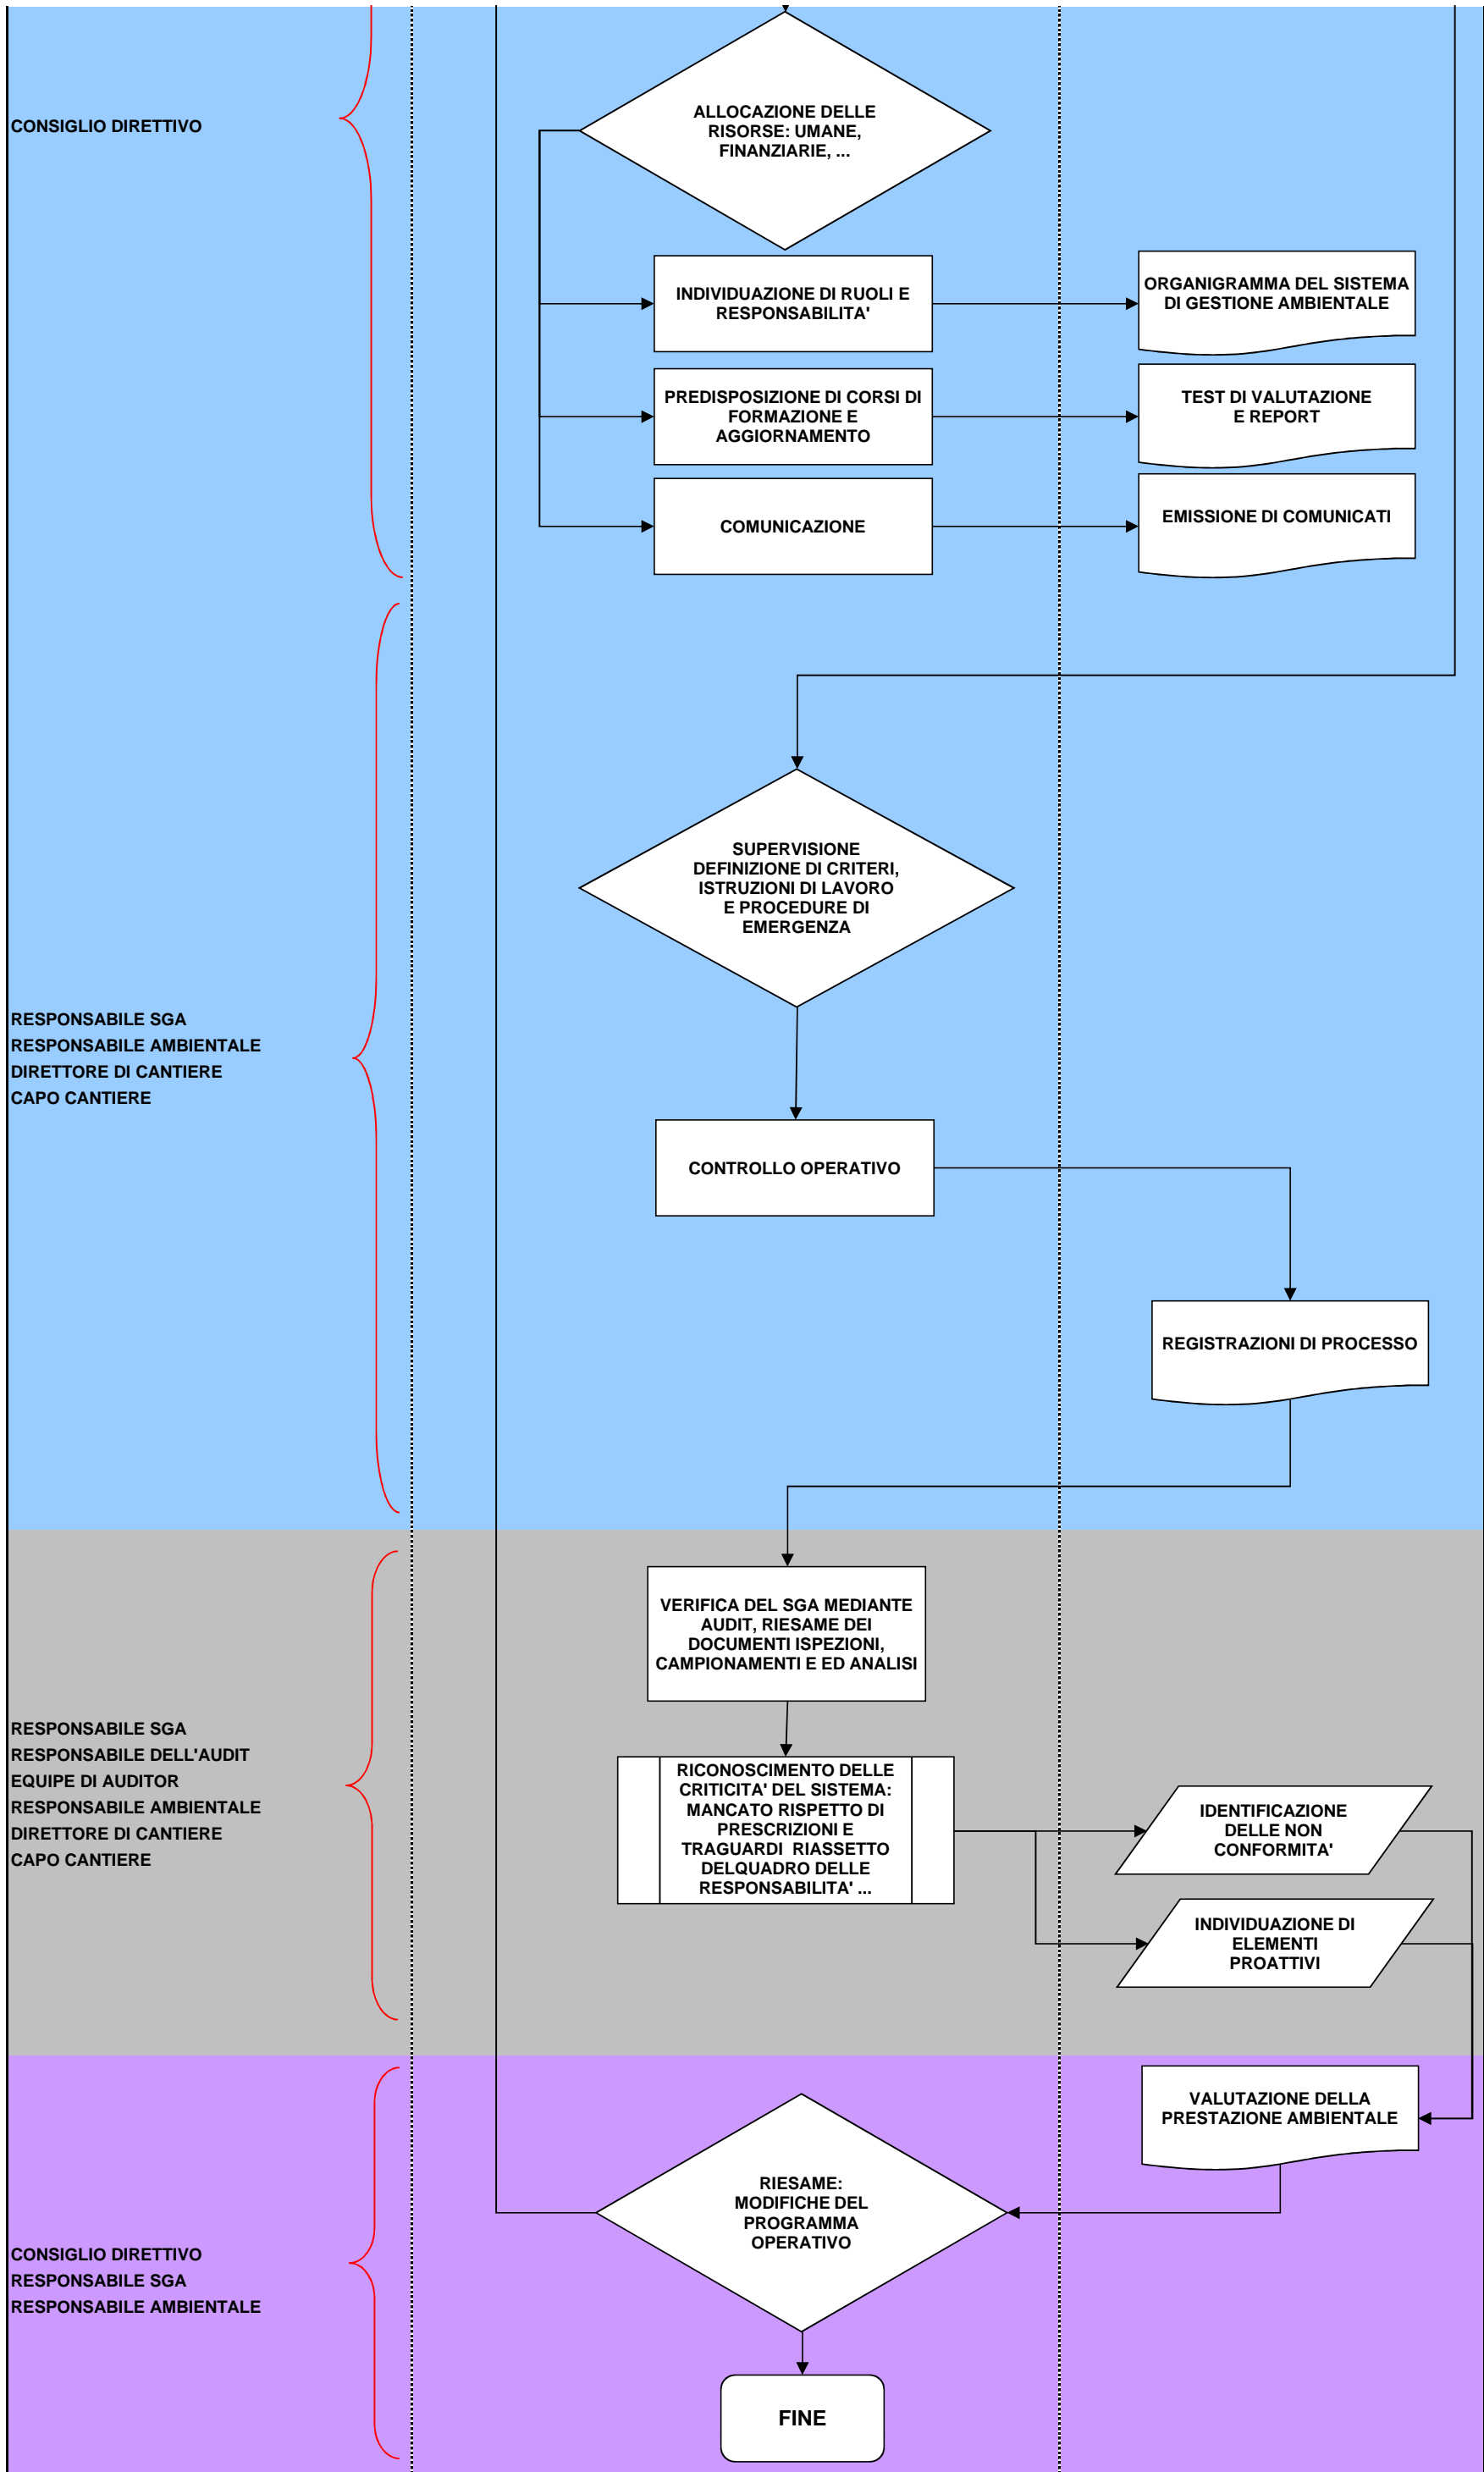 CONSIGLIO DIRETTIVO
ALLOCAZIONE DELLE
RISORSE: UMANE,
FINANZIARIE, ...
INDIVIDUAZIONE DI RUOLI E
RESPONSABILITA'
ORGANIGRAMMA DEL SISTEMA
DI GESTIONE AMBIENTALE
PREDISPOSIZIONE DI CORSI DI
FORMAZIONE E
AGGIORNAMENTO
TEST DI VALUTAZIONE
E REPORT
COMUNICAZIONE
EMISSIONE DI COMUNICATI
SUPERVISIONE
DEFINIZIONE DI CRITERI,
ISTRUZIONI DI LAVORO
E PROCEDURE DI
EMERGENZA
RESPONSABILE SGA
RESPONSABILE AMBIENTALE
DIRETTORE DI CANTIERE
CAPO CANTIERE
CONTROLLO OPERATIVO
REGISTRAZIONI DI PROCESSO
VERIFICA DEL SGA MEDIANTE
AUDIT, RIESAME DEI
DOCUMENTI ISPEZIONI,
CAMPIONAMENTI E ED ANALISI
RESPONSABILE SGA
RESPONSABILE DELL'AUDIT
EQUIPE DI AUDITOR
RESPONSABILE AMBIENTALE
DIRETTORE DI CANTIERE
CAPO CANTIERE
RICONOSCIMENTO DELLE
CRITICITA' DEL SISTEMA:
MANCATO RISPETTO DI
PRESCRIZIONI E
TRAGUARDI  RIASSETTO
DELQUADRO DELLE
RESPONSABILITA' ...
IDENTIFICAZIONE
DELLE NON
CONFORMITA'
INDIVIDUAZIONE DI
ELEMENTI
PROATTIVI
VALUTAZIONE DELLA
PRESTAZIONE AMBIENTALE
RIESAME:
MODIFICHE DEL
PROGRAMMA
OPERATIVO
CONSIGLIO DIRETTIVO
RESPONSABILE SGA
RESPONSABILE AMBIENTALE
FINE